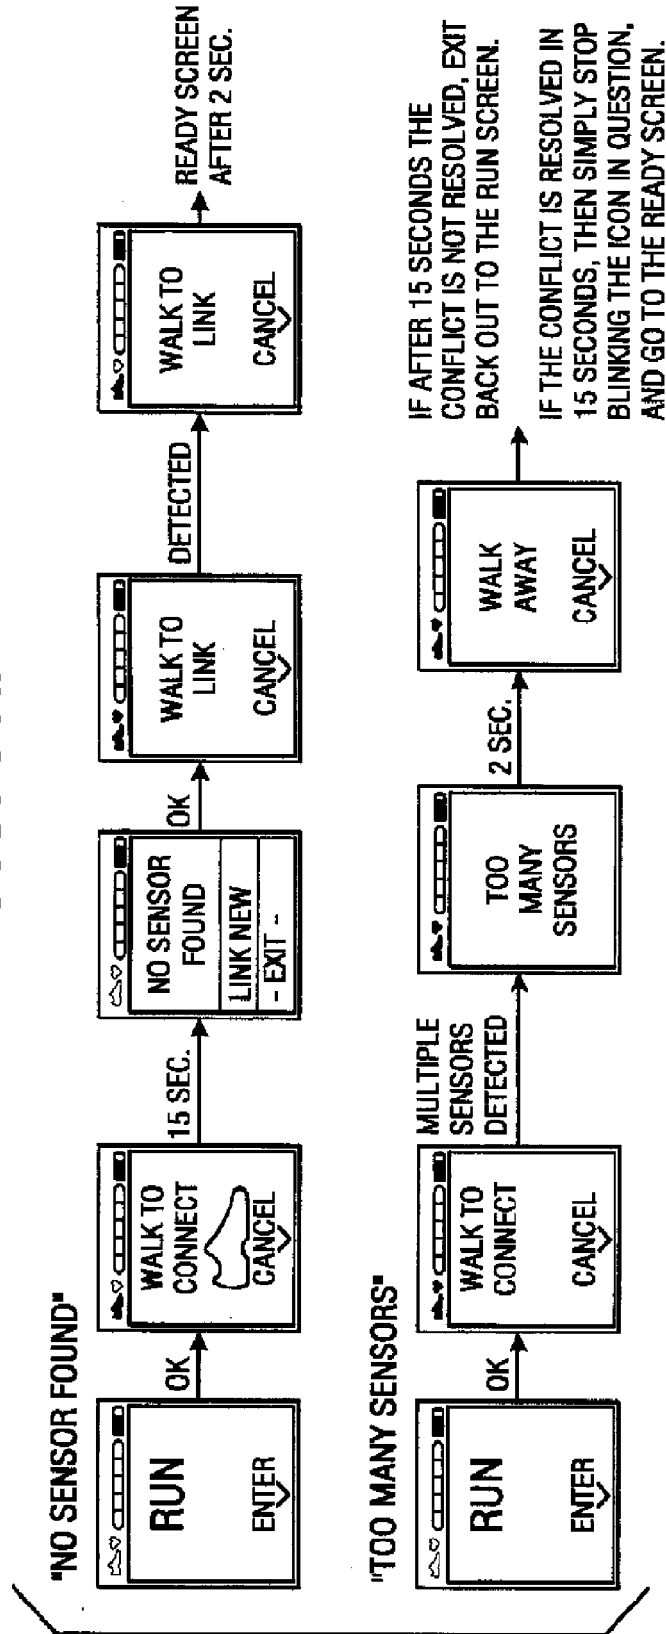 "NO SENSOR FOUND"
RUN
ENTER
OK
WALK TO
CONNECT
CANCEL
15 SEC.
NO SENSOR
FOUND
LINK NEW
- EXIT -
OK
WALK TO
LINK
CANCEL
DETECTED
WALK TO
LINK
CANCEL
READY SCREEN
AFTER 2 SEC.
"TOO MANY SENSORS"
RUN
ENTER
OK
WALK TO
CONNECT
CANCEL
MULTIPLE
SENSORS
DETECTED
TOO
MANY
SENSORS
2 SEC.
WALK
AWAY
CANCEL
IF AFTER 15 SECONDS THE
CONFLICT IS NOT RESOLVED, EXIT
BACK OUT TO THE RUN SCREEN.
IF THE CONFLICT IS RESOLVED IN
15 SECONDS, THEN SIMPLY STOP
BLINKING THE ICON IN QUESTION,
AND GO TO THE READY SCREEN.